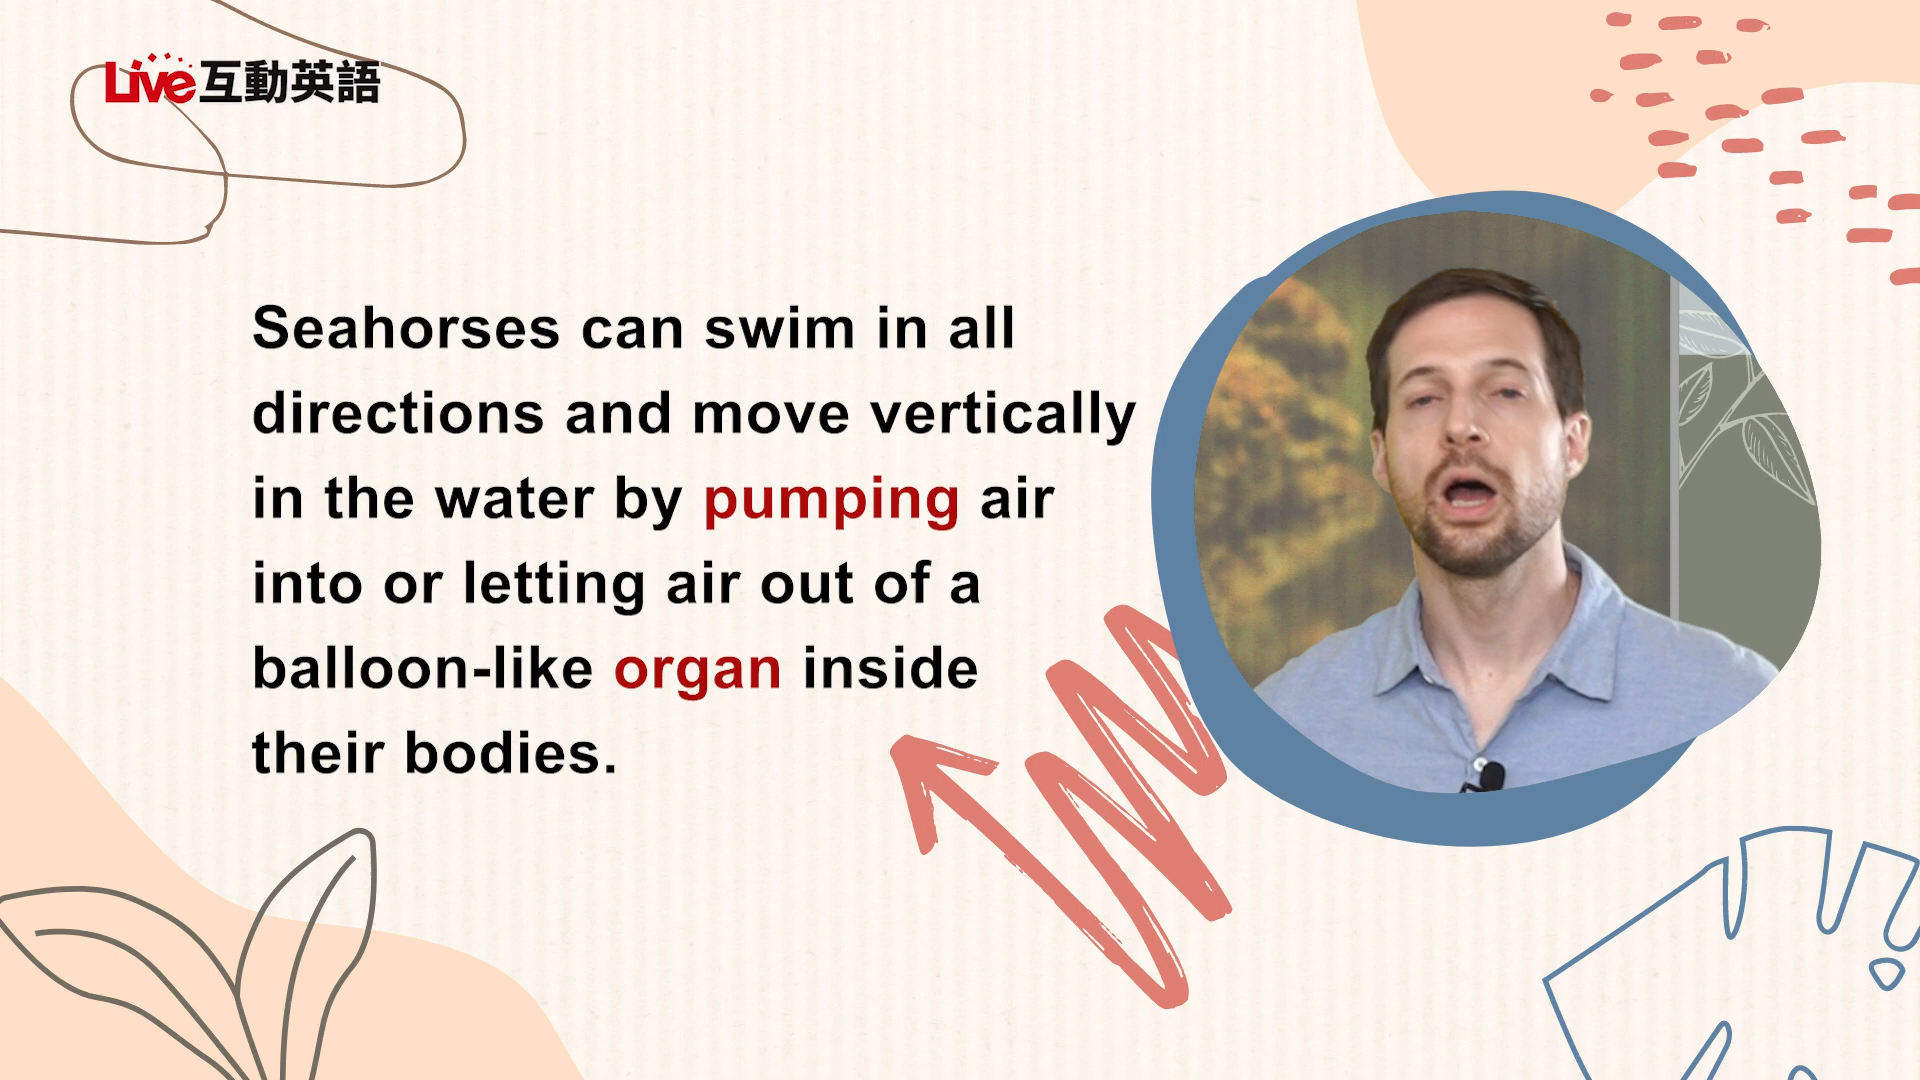 Live互動英語
Seahorses can swim in all
directions and move vertically
in the water by pumping air
into or letting air out of a
balloon-like organ inside
their bodies.